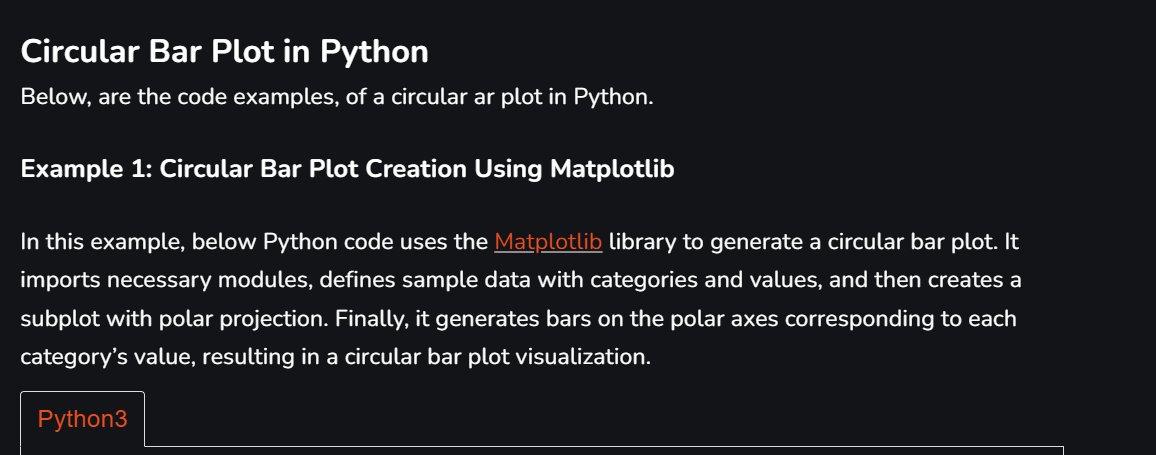 Circular Bar Plot in Python
Below, are the code examples, of a circular ar plot in Python.
Example 1: Circular Bar Plot Creation Using Matplotlib
In this example, below Python code uses the Matplotlib library to generate a circular bar plot. It
imports necessary modules, defines sample data with categories and values, and then creates a
subplot with polar projection. Finally, it generates bars on the polar axes corresponding to each
category’s value, resulting in a circular bar plot visualization.
Python3